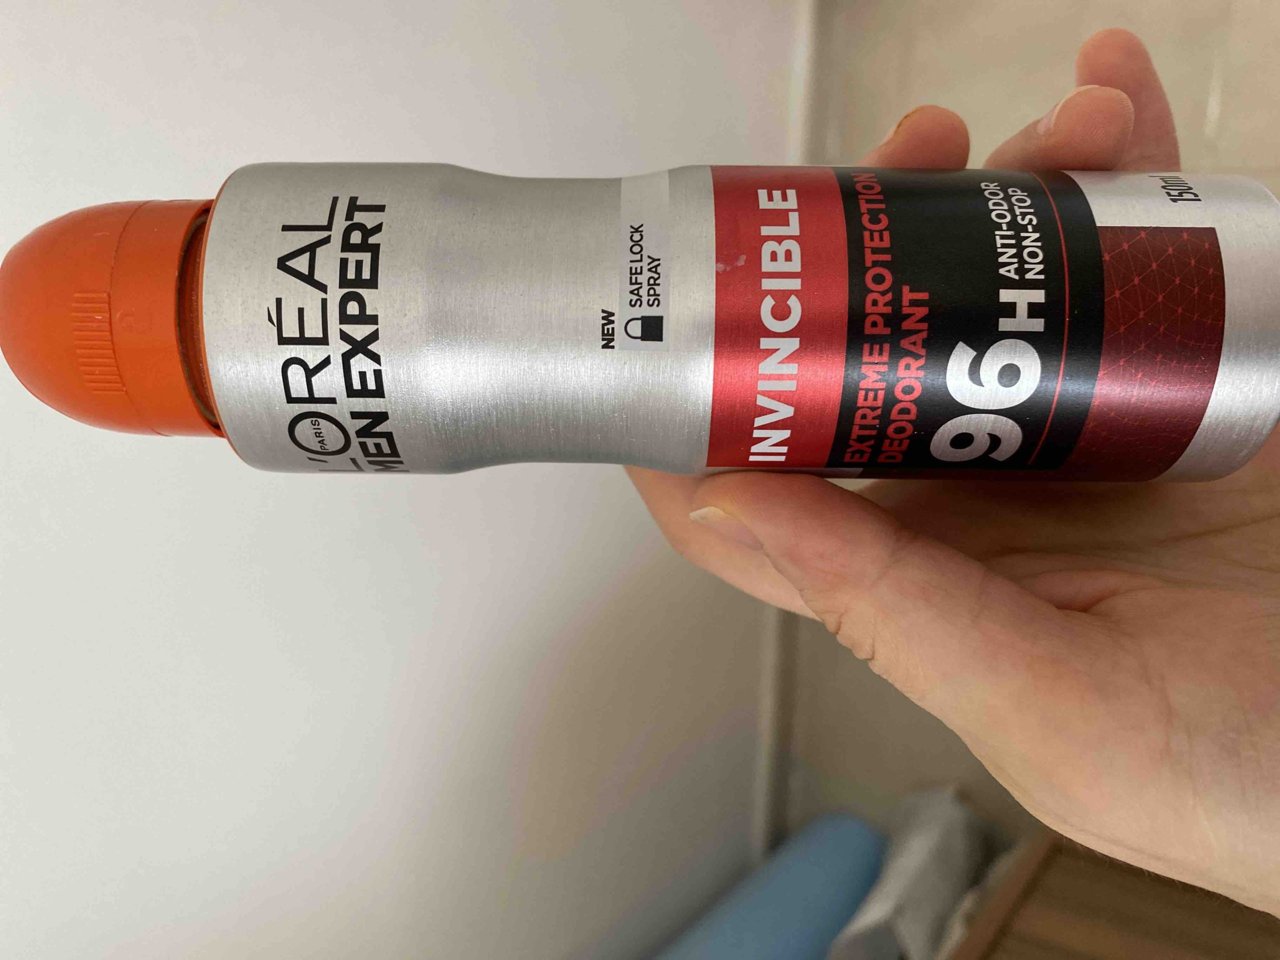 L'ORÉAL
PARIS
MEN EXPERT
NEW
SAFE LOCK
SPRAY
INVINCIBLE
EXTREME PROTECTION
DEODORANT
96H
ANTI-ODOR
NON-STOP
150ml